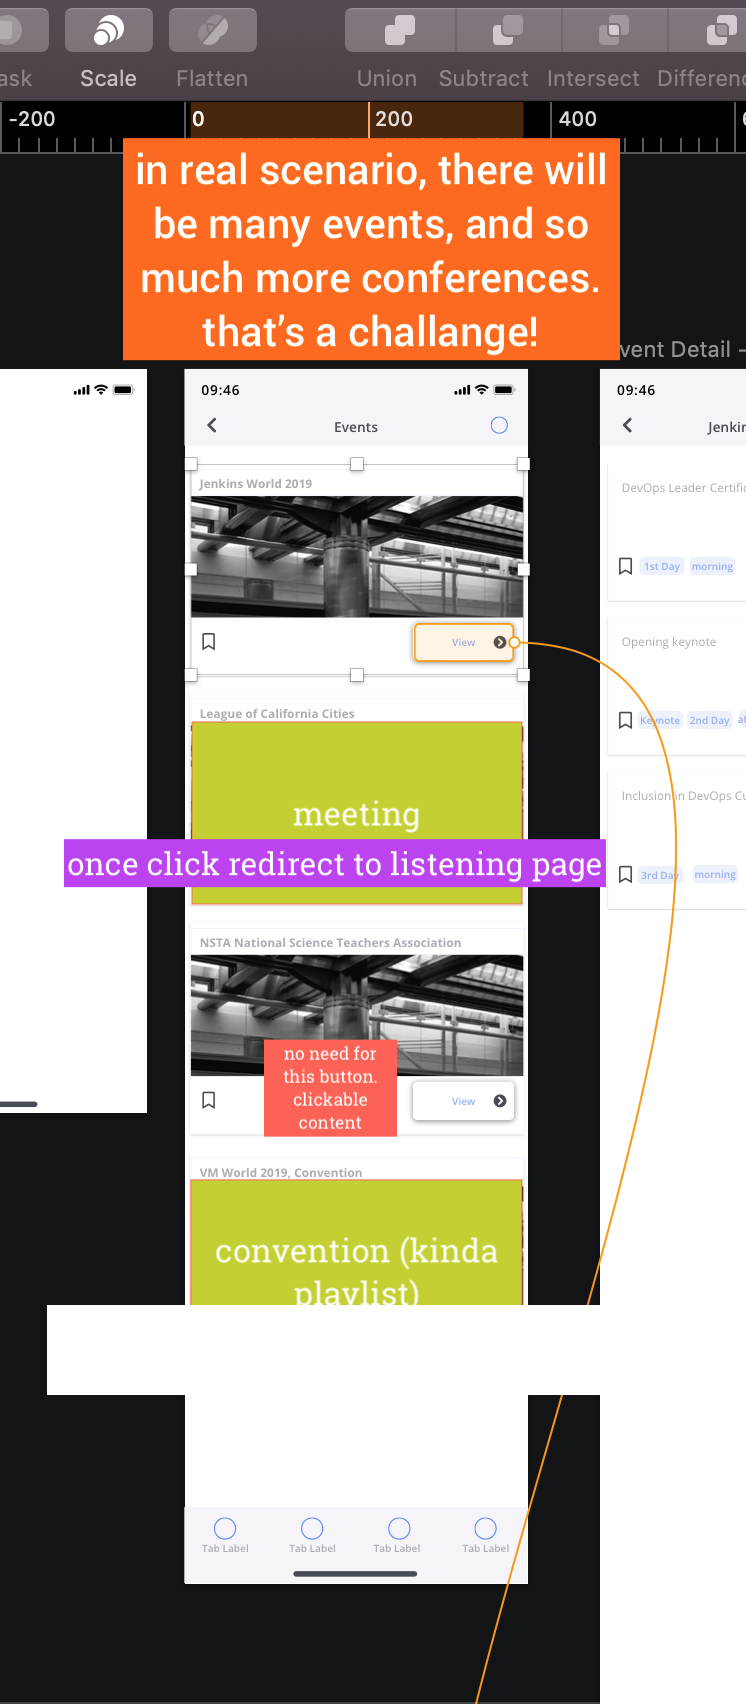 ask
Scale
Flatten
Union
Subtract
Intersect
Differenc
-200
0
200
400
in real scenario, there will
be many events, and so
much more conferences.
that's a challange!
vent Detail -
09:46
Events
Jenkins World 2019
View
League of California Cities
meeting
once click redirect to listening page
NSTA National Science Teachers Association
no need for
this button.
clickable
content
View
VM World 2019, Convention
convention (kinda
playlist)
Tab Label
Tab Label
Tab Label
Tab Label
09:46
Jenkin
DevOps Leader Certific
1st Day
morning
Opening keynote
Keynote
2nd Day
Inclusion in DevOps Cu
3rd Day
morning